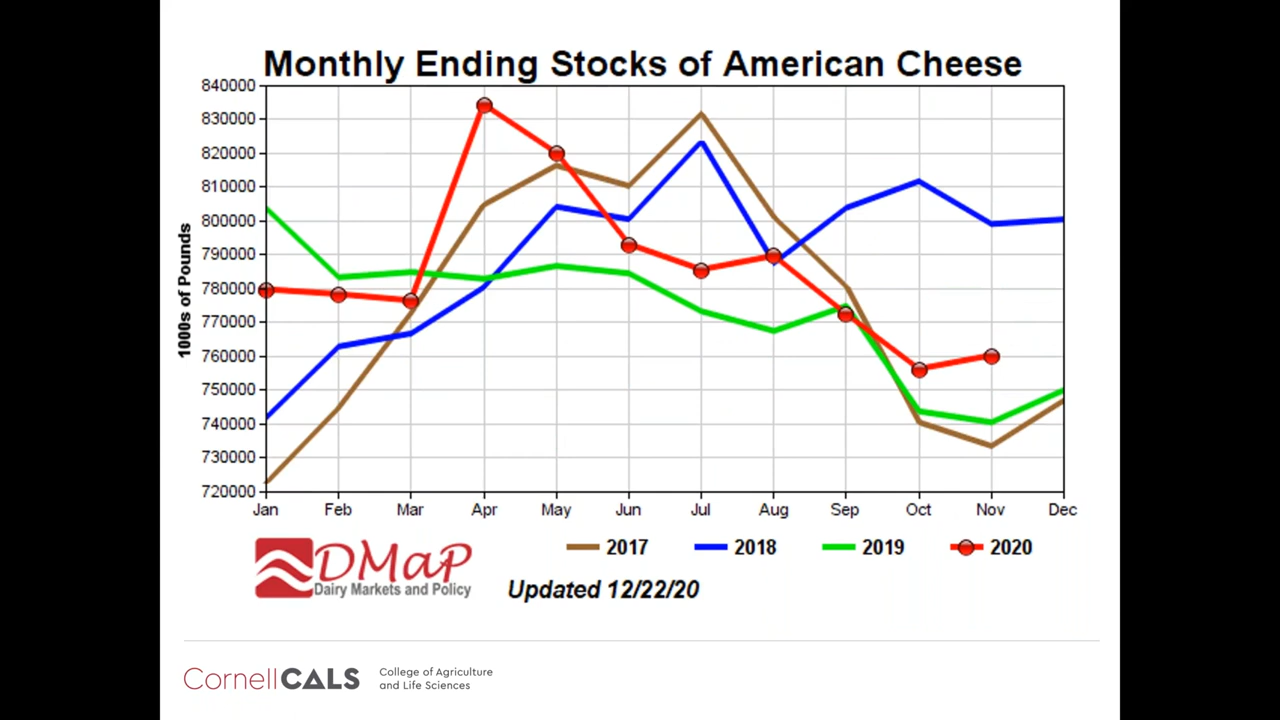 Monthly Ending Stocks of American Cheese
840000
830000
820000
810000
800000
790000
780000
770000
760000
750000
740000
730000
720000
1000s of Pounds
Jan Feb Mar Apr May Jun Jul Aug Sep Oct Nov Dec
2017 2018 2019 2020
DMaP
Dairy Markets and Policy
Updated 12/22/20
CornellCALS
College of Agriculture
and Life Sciences